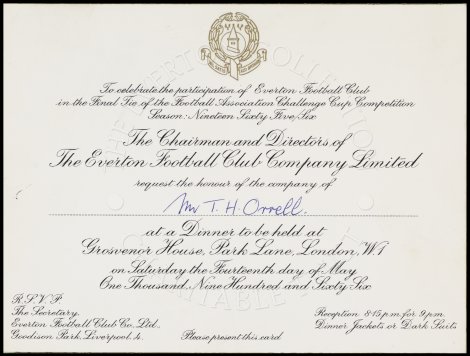 To celebrate the participation of Everton Football Club
in the Final Tie of the Football Association Challenge Cup Competition
Season: Nineteen Sixty Five/Six
The Chairman and Directors of
The Everton Football Club Company Limited
request the honour of the company of
Mr T. H. Orrell.
at a Dinner to be held at
Grosvenor House, Park Lane, London, W.1
on Saturday the Fourteenth day of May
One Thousand, Nine Hundred and Sixty Six
R.S.V.P.
The Secretary,
Everton Football Club Co. Ltd.,
Goodison Park, Liverpool, 4.
Please present this card
Reception 8·15 p.m. for 9 p.m.
Dinner Jackets or Dark Suits